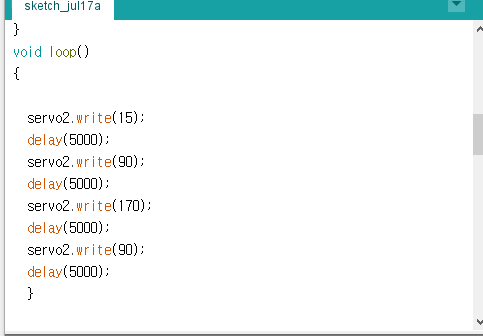 sketch_jul17a
}
void loop()
{
servo2.write(15);
delay(5000);
servo2.write(90);
delay(5000);
servo2.write(170);
delay(5000);
servo2.write(90);
delay(5000);
}